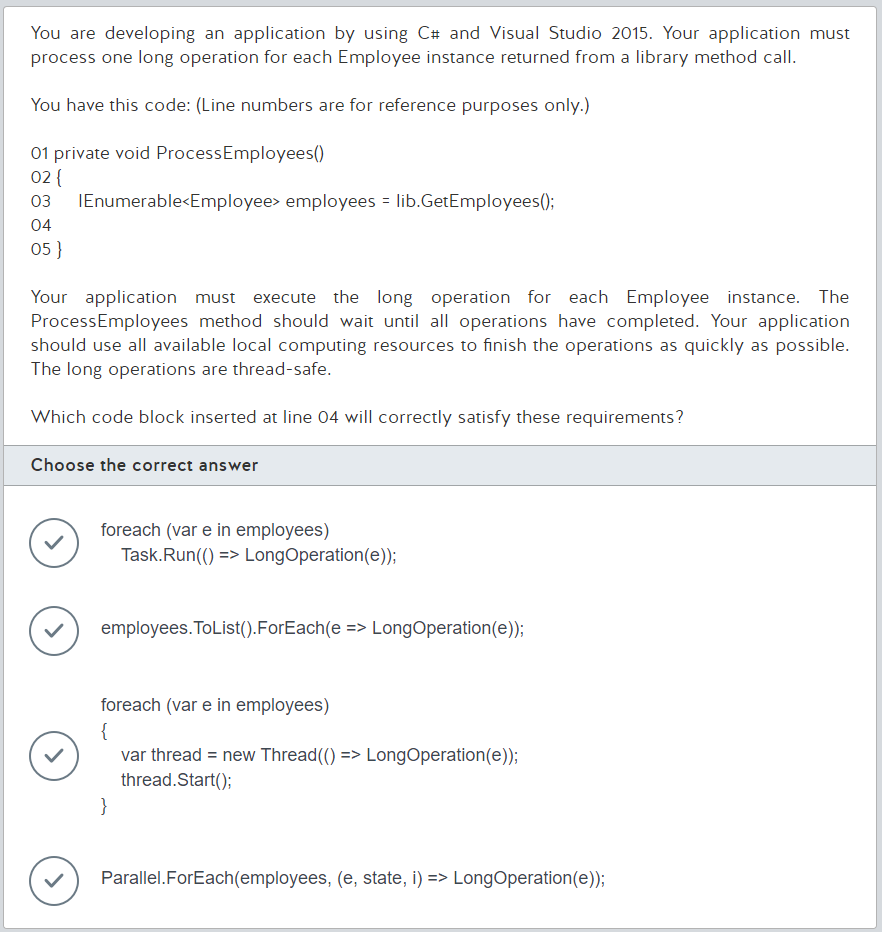 You are developing an application by using C# and Visual Studio 2015. Your application must
process one long operation for each Employee instance returned from a library method call.
You have this code: (Line numbers are for reference purposes only.)
01 private void ProcessEmployees()
02 {
03 IEnumerable<Employee> employees = lib.GetEmployees();
04
05 }
Your application must execute the long operation for each Employee instance. The
ProcessEmployees method should wait until all operations have completed. Your application
should use all available local computing resources to finish the operations as quickly as possible.
The long operations are thread-safe.
Which code block inserted at line 04 will correctly satisfy these requirements?
Choose the correct answer
foreach (var e in employees)
Task.Run(() => LongOperation(e));
employees.ToList().ForEach(e => LongOperation(e));
foreach (var e in employees)
{
var thread = new Thread(() => LongOperation(e));
thread.Start();
}
Parallel.ForEach(employees, (e, state, i) => LongOperation(e));